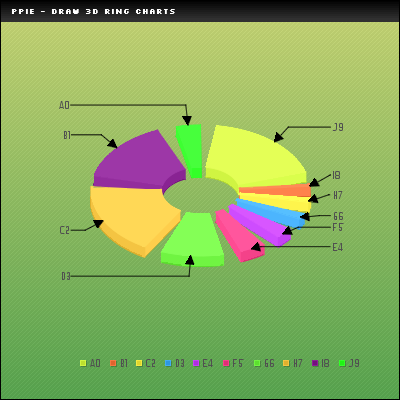 PPIE - DRAW 3D RING CHARTS
A0
J9
B1
I8
H7
G6
F5
C2
E4
D3
A0 B1 C2 D3 E4 F5 G6 H7 I8 J9